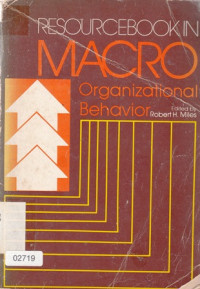 RESOURCEBOOK IN
MACRO
Organizational
Behavior
Edited by
Robert H. Miles
02719